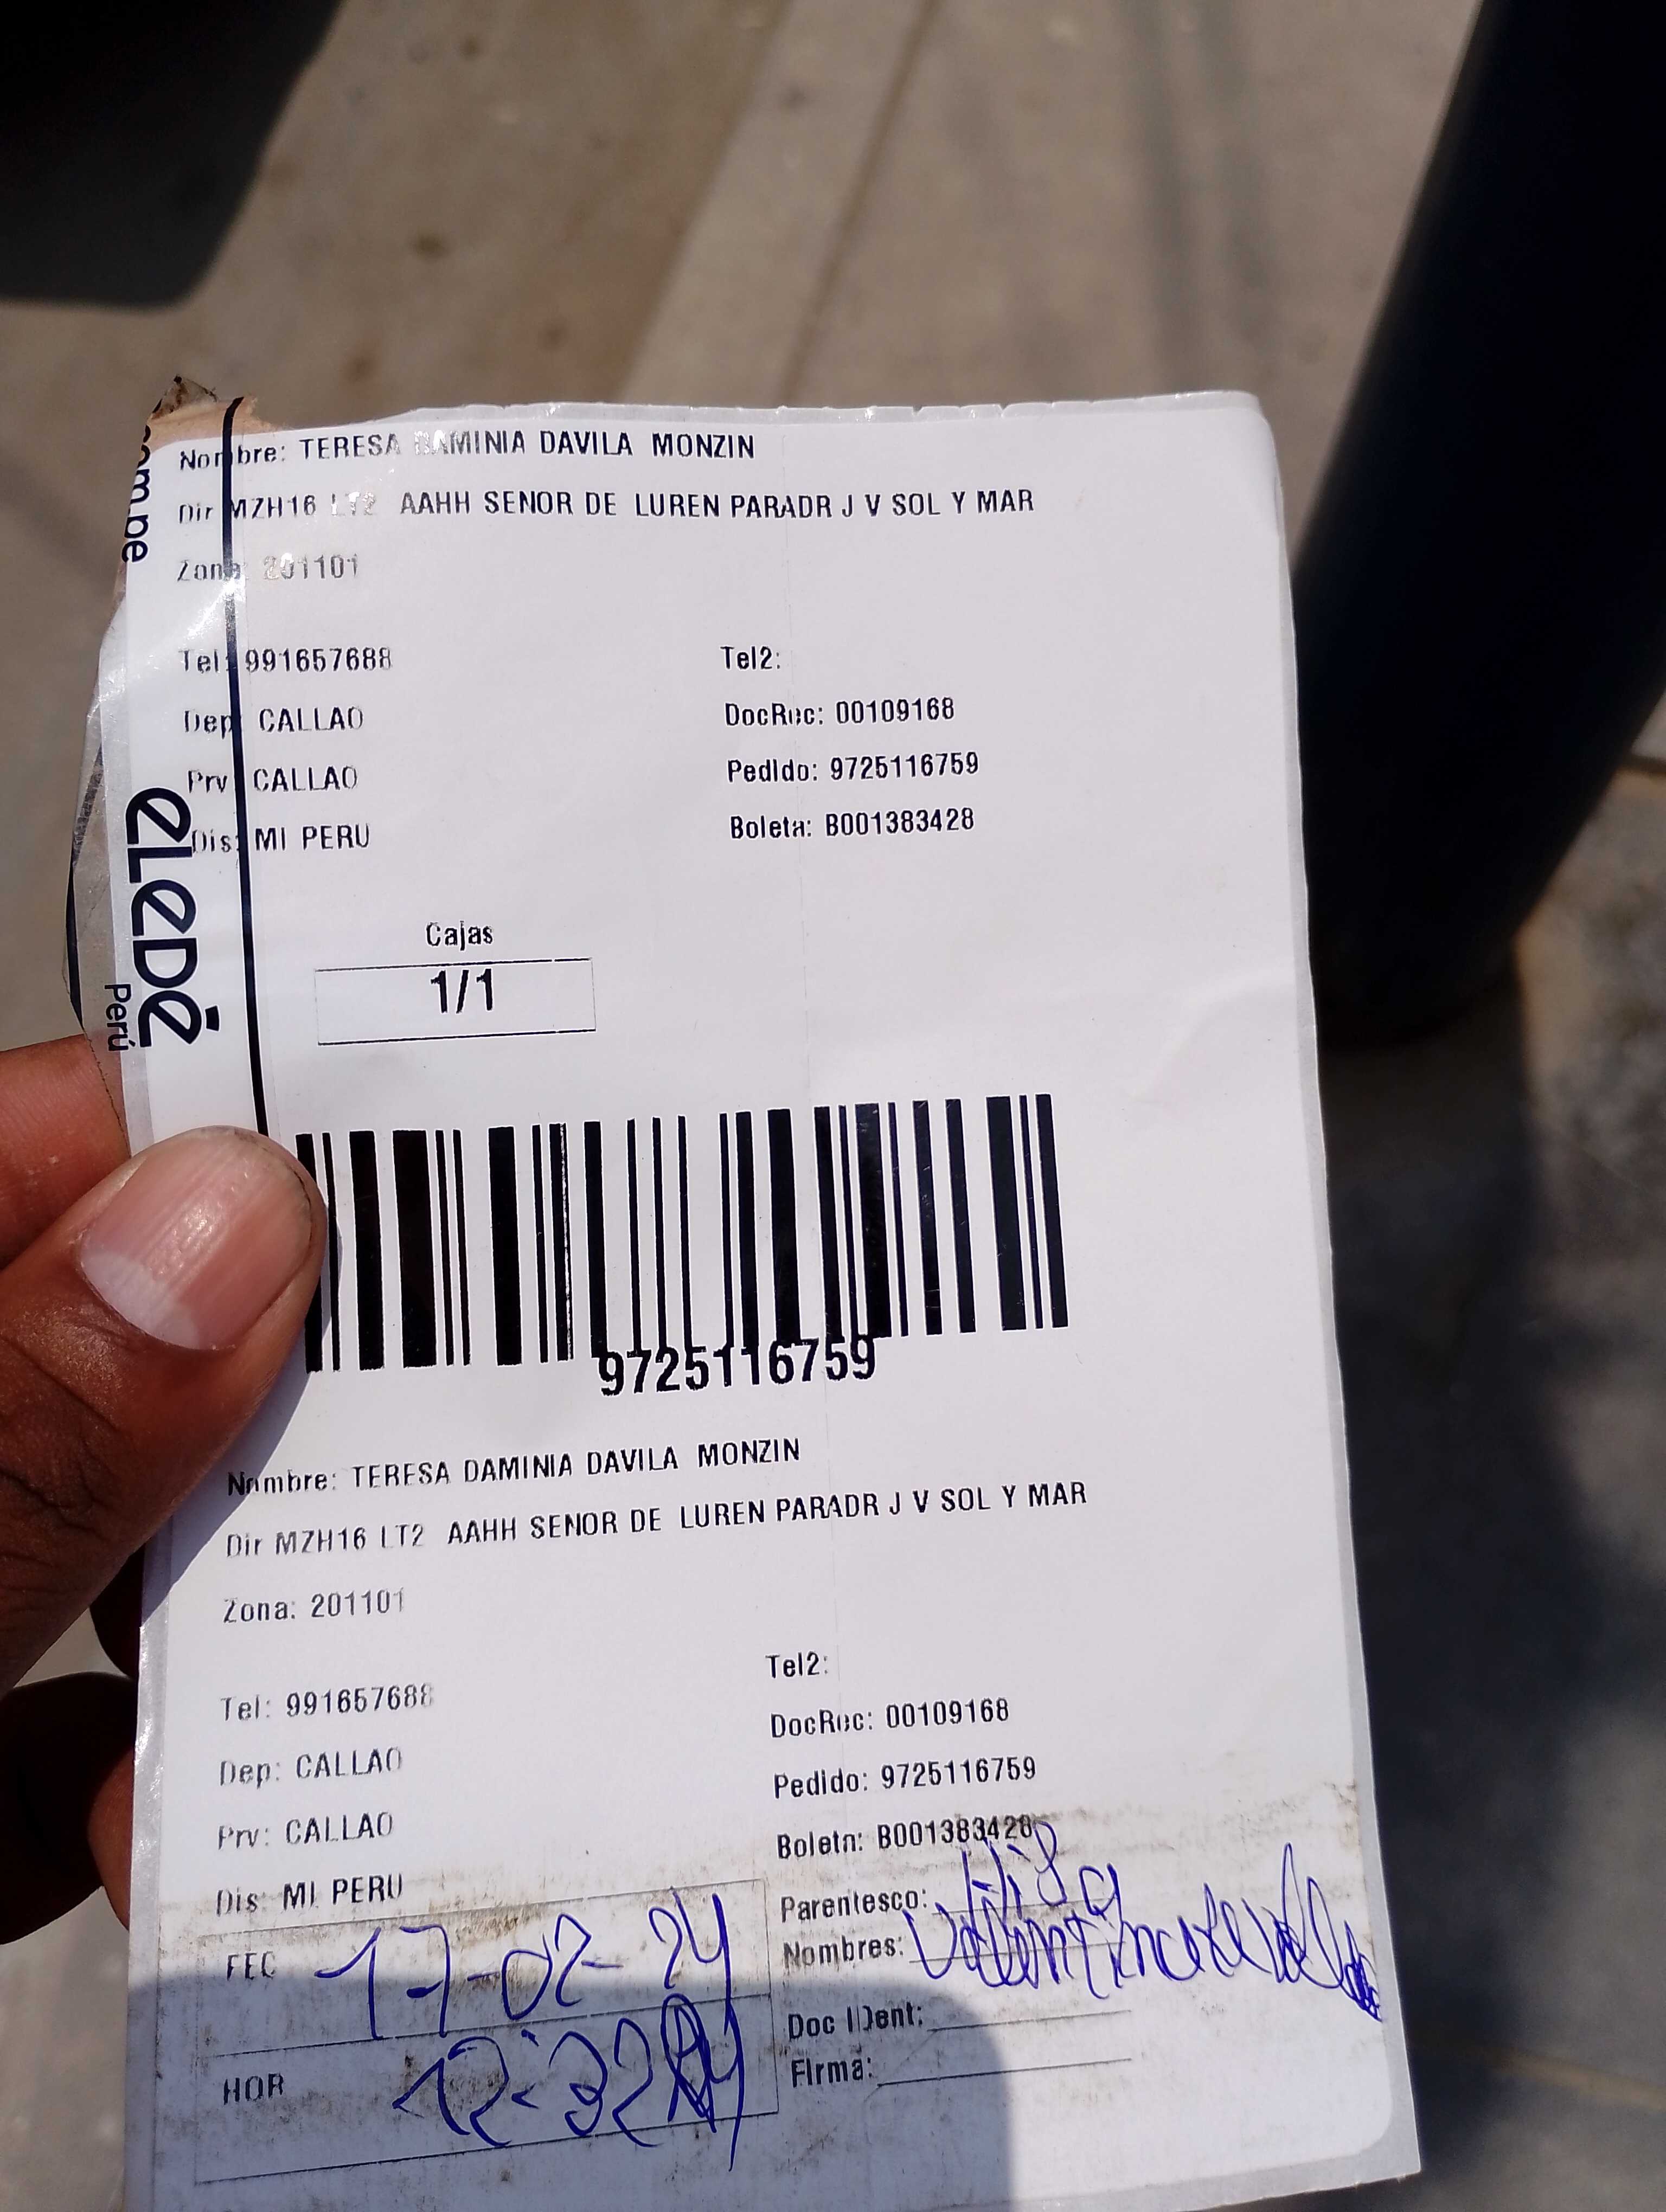 Nombre: TERESA DAMINIA DAVILA MONZIN
Dir MZH16 LT2 AAHH SENOR DE LUREN PARADR J V SOL Y MAR
Zona: 201101
Tel: 991657688
Tel2:
Dep: CALLAO
DocRec: 00109168
Prv: CALLAO
Pedido: 9725116759
Dis: MI PERU
Boleta: B001383428
eLeDé
Perú
Cajas
1/1
9725116759
Nombre: TERESA DAMINIA DAVILA MONZIN
Dir MZH16 LT2 AAHH SENOR DE LUREN PARADR J V SOL Y MAR
Zona: 201101
Tel2:
Tel: 991657688
DocRec: 00109168
Dep: CALLAO
Pedido: 9725116759
Prv: CALLAO
Boleta: B001383428
Dis: MI PERU
Parentesco: Hija
FEC 17-02-24
Nombres:
Doc IDent:
HOR 12:32
Firma: